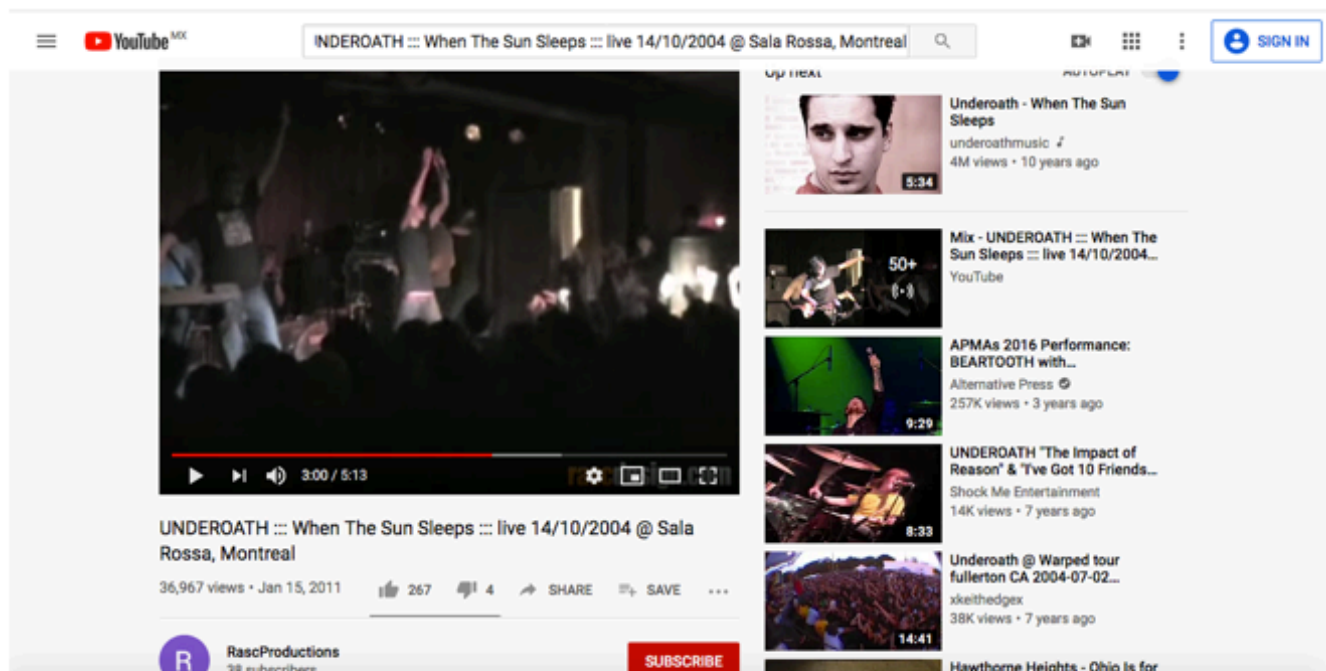 YouTube MX
UNDEROATH ::: When The Sun Sleeps ::: live 14/10/2004 @ Sala Rossa, Montreal
SIGN IN
3:00 / 5:13
UNDEROATH ::: When The Sun Sleeps ::: live 14/10/2004 @ Sala
Rossa, Montreal
36,967 views • Jan 15, 2011
267
4
SHARE
SAVE
R
RascProductions
38 subscribers
SUBSCRIBE
Up next
AUTOPLAY
5:34
Underoath - When The Sun
Sleeps
underoathmusic
4M views • 10 years ago
50+
Mix - UNDEROATH ::: When The
Sun Sleeps ::: live 14/10/2004...
YouTube
9:29
APMAs 2016 Performance:
BEARTOOTH with...
Alternative Press
257K views • 3 years ago
8:33
UNDEROATH "The Impact of
Reason" & "I've Got 10 Friends...
Shock Me Entertainment
14K views • 7 years ago
14:41
Underoath @ Warped tour
fullerton CA 2004-07-02...
xkeithedgex
38K views • 7 years ago
Hawthorne Heights - Ohio Is for